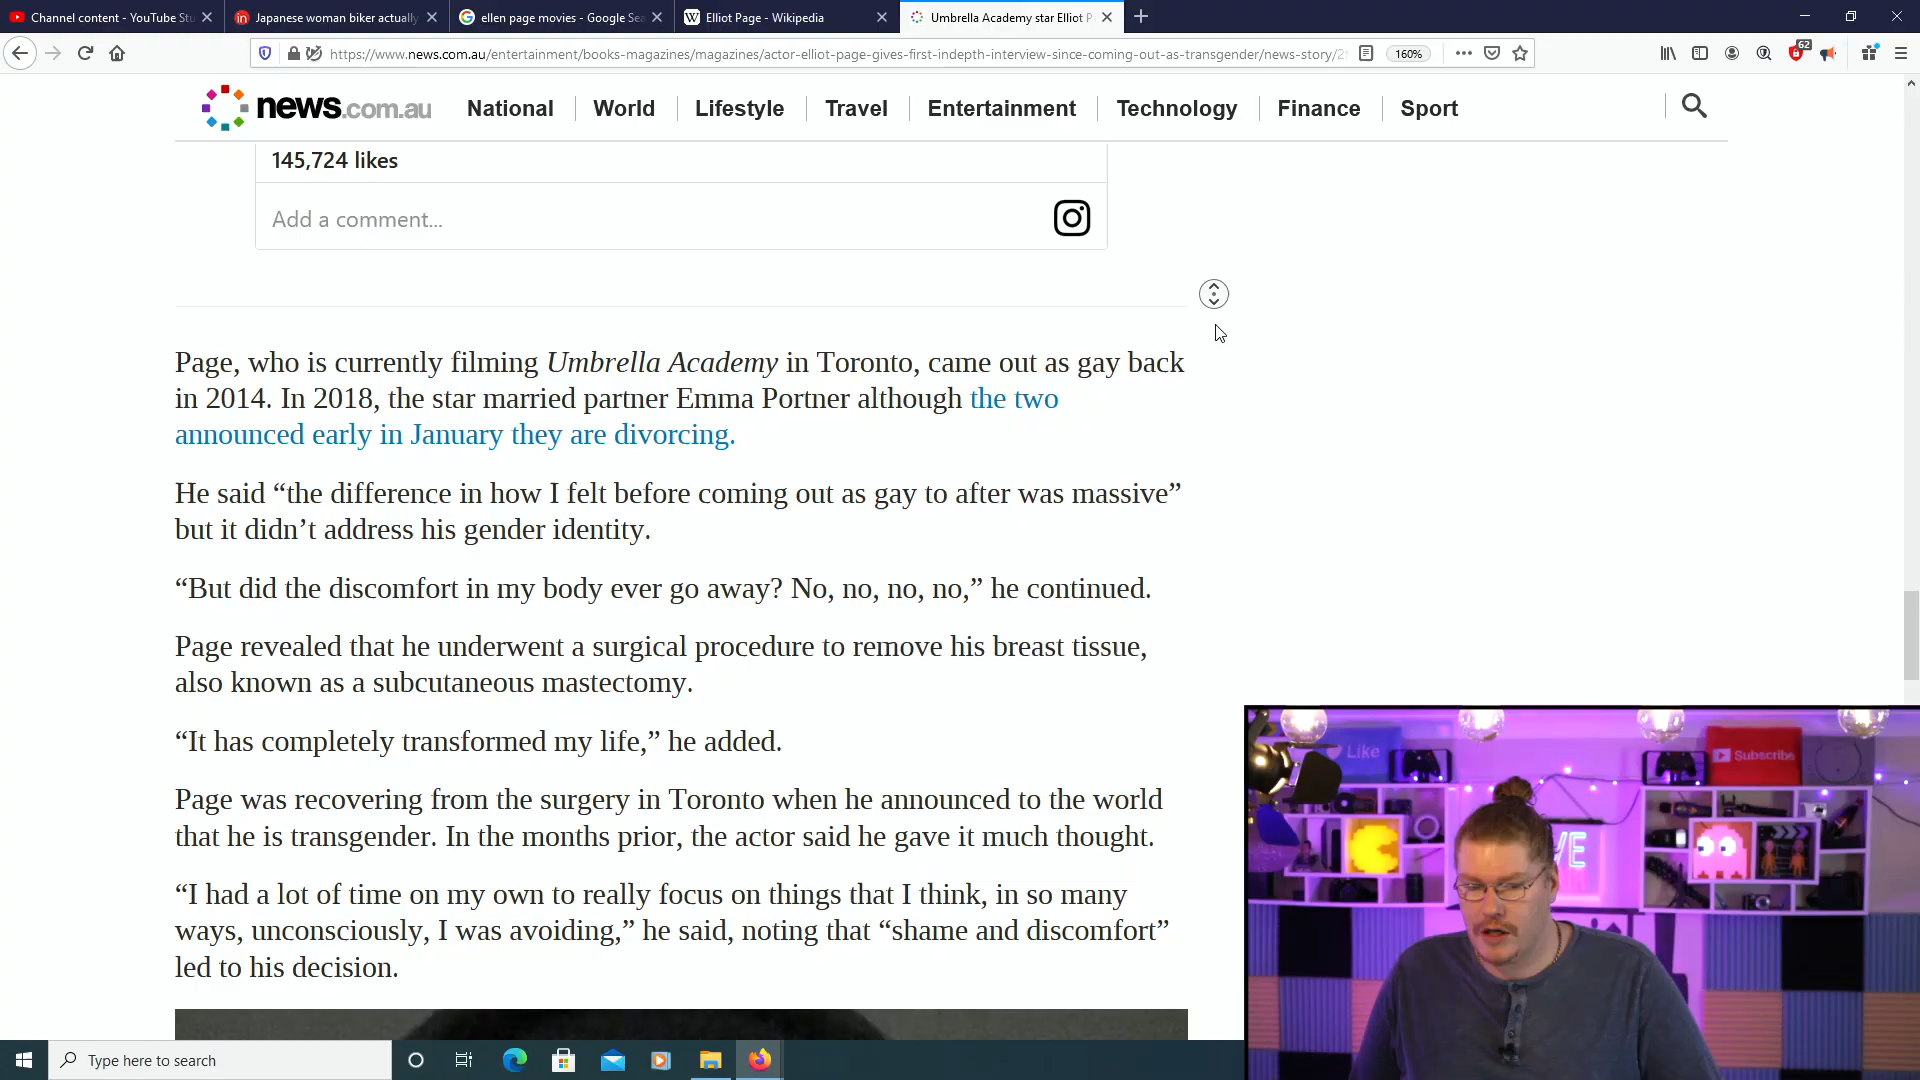 Channel content - YouTube Stu
Japanese woman biker actually
ellen page movies - Google Sea
Elliot Page - Wikipedia
Umbrella Academy star Elliot P
https://www.news.com.au/entertainment/books-magazines/magazines/actor-elliot-page-gives-first-indepth-interview-since-coming-out-as-transgender/news-story/2
160%
62
news.com.au
National
World
Lifestyle
Travel
Entertainment
Technology
Finance
Sport
145,724 likes
Add a comment...
Page, who is currently filming Umbrella Academy in Toronto, came out as gay back
in 2014. In 2018, the star married partner Emma Portner although the two
announced early in January they are divorcing.
He said “the difference in how I felt before coming out as gay to after was massive”
but it didn’t address his gender identity.
“But did the discomfort in my body ever go away? No, no, no, no,” he continued.
Page revealed that he underwent a surgical procedure to remove his breast tissue,
also known as a subcutaneous mastectomy.
“It has completely transformed my life,” he added.
Page was recovering from the surgery in Toronto when he announced to the world
that he is transgender. In the months prior, the actor said he gave it much thought.
“I had a lot of time on my own to really focus on things that I think, in so many
ways, unconsciously, I was avoiding,” he said, noting that “shame and discomfort”
led to his decision.
Like
Subscribe
Type here to search